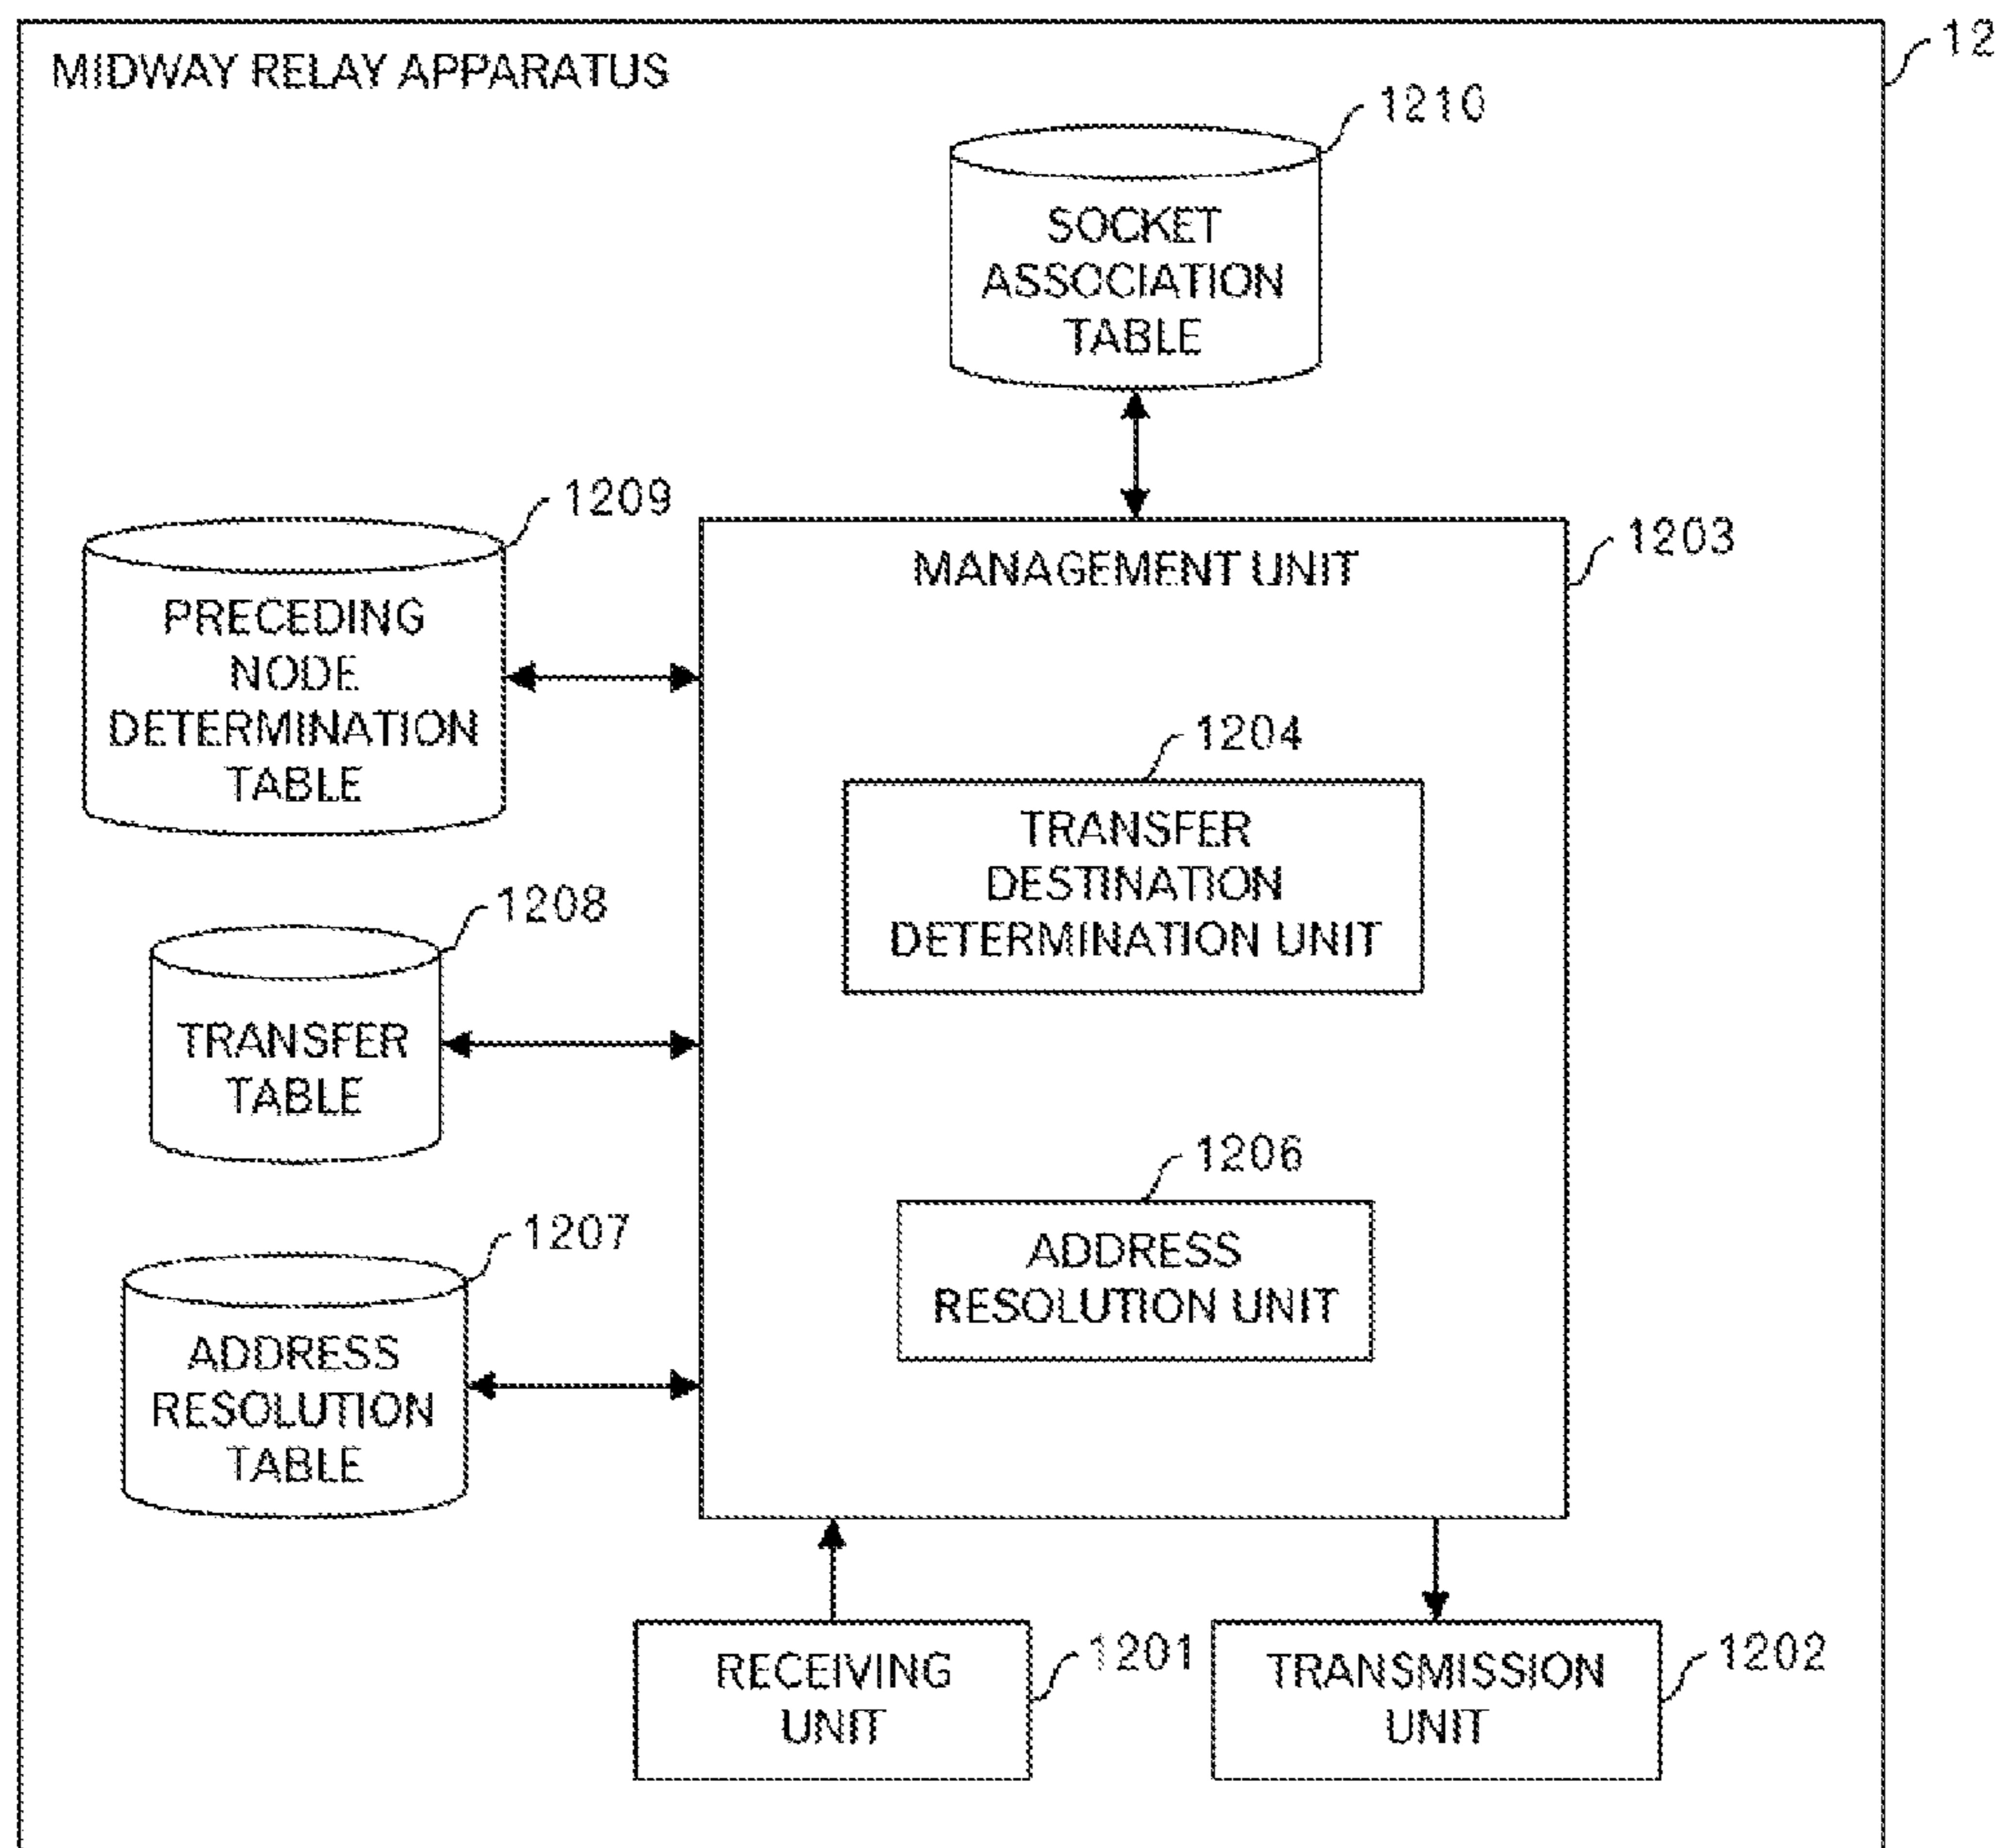 MIDWAY RELAY APPARATUS
12
1210
SOCKET
ASSOCIATION
TABLE
1209
PRECEDING
NODE
DETERMINATION
TABLE
1203
MANAGEMENT UNIT
1204
TRANSFER
DESTINATION
DETERMINATION UNIT
1208
TRANSFER
TABLE
1206
ADDRESS
RESOLUTION UNIT
1207
ADDRESS
RESOLUTION
TABLE
RECEIVING
UNIT
1201
TRANSMISSION
UNIT
1202